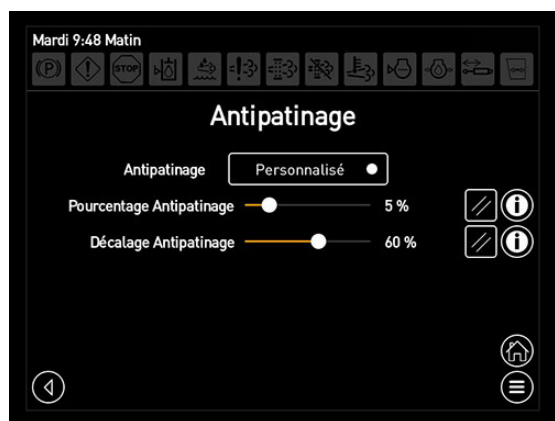 Mardi 9:48 Matin
(P) STOP
Antipatinage
Antipatinage Personnalisé
Pourcentage Antipatinage 5 %
Décalage Antipatinage 60 %